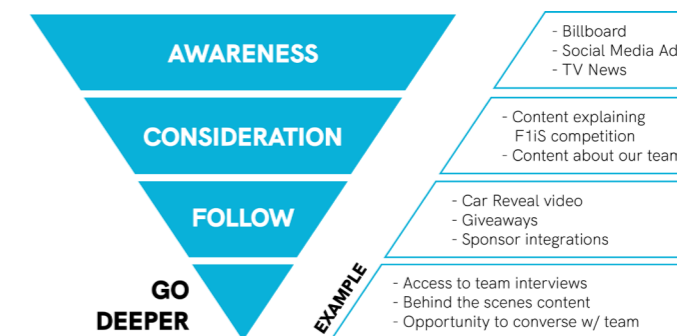 AWARENESS
- Billboard
- Social Media Ad
- TV News
CONSIDERATION
- Content explaining
F1iS competition
- Content about our team
FOLLOW
- Car Reveal video
- Giveaways
- Sponsor integrations
GO
DEEPER
EXAMPLE
- Access to team interviews
- Behind the scenes content
- Opportunity to converse w/ team